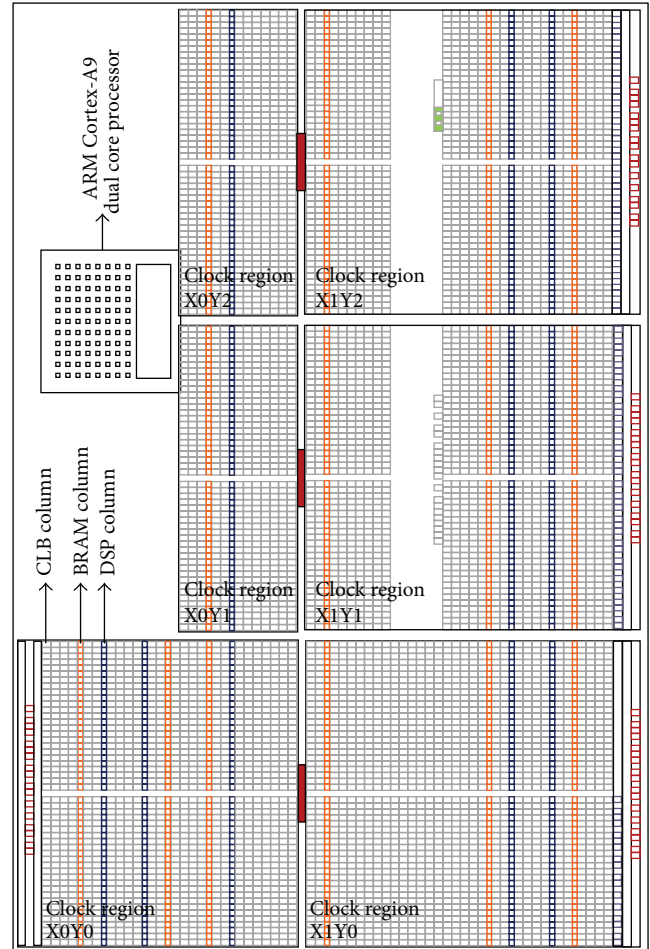 ARM Cortex-A9
dual core processor
Clock region
X0Y2
Clock region
X1Y2
CLB column
BRAM column
DSP column
Clock region
X0Y1
Clock region
X1Y1
Clock region
X0Y0
Clock region
X1Y0